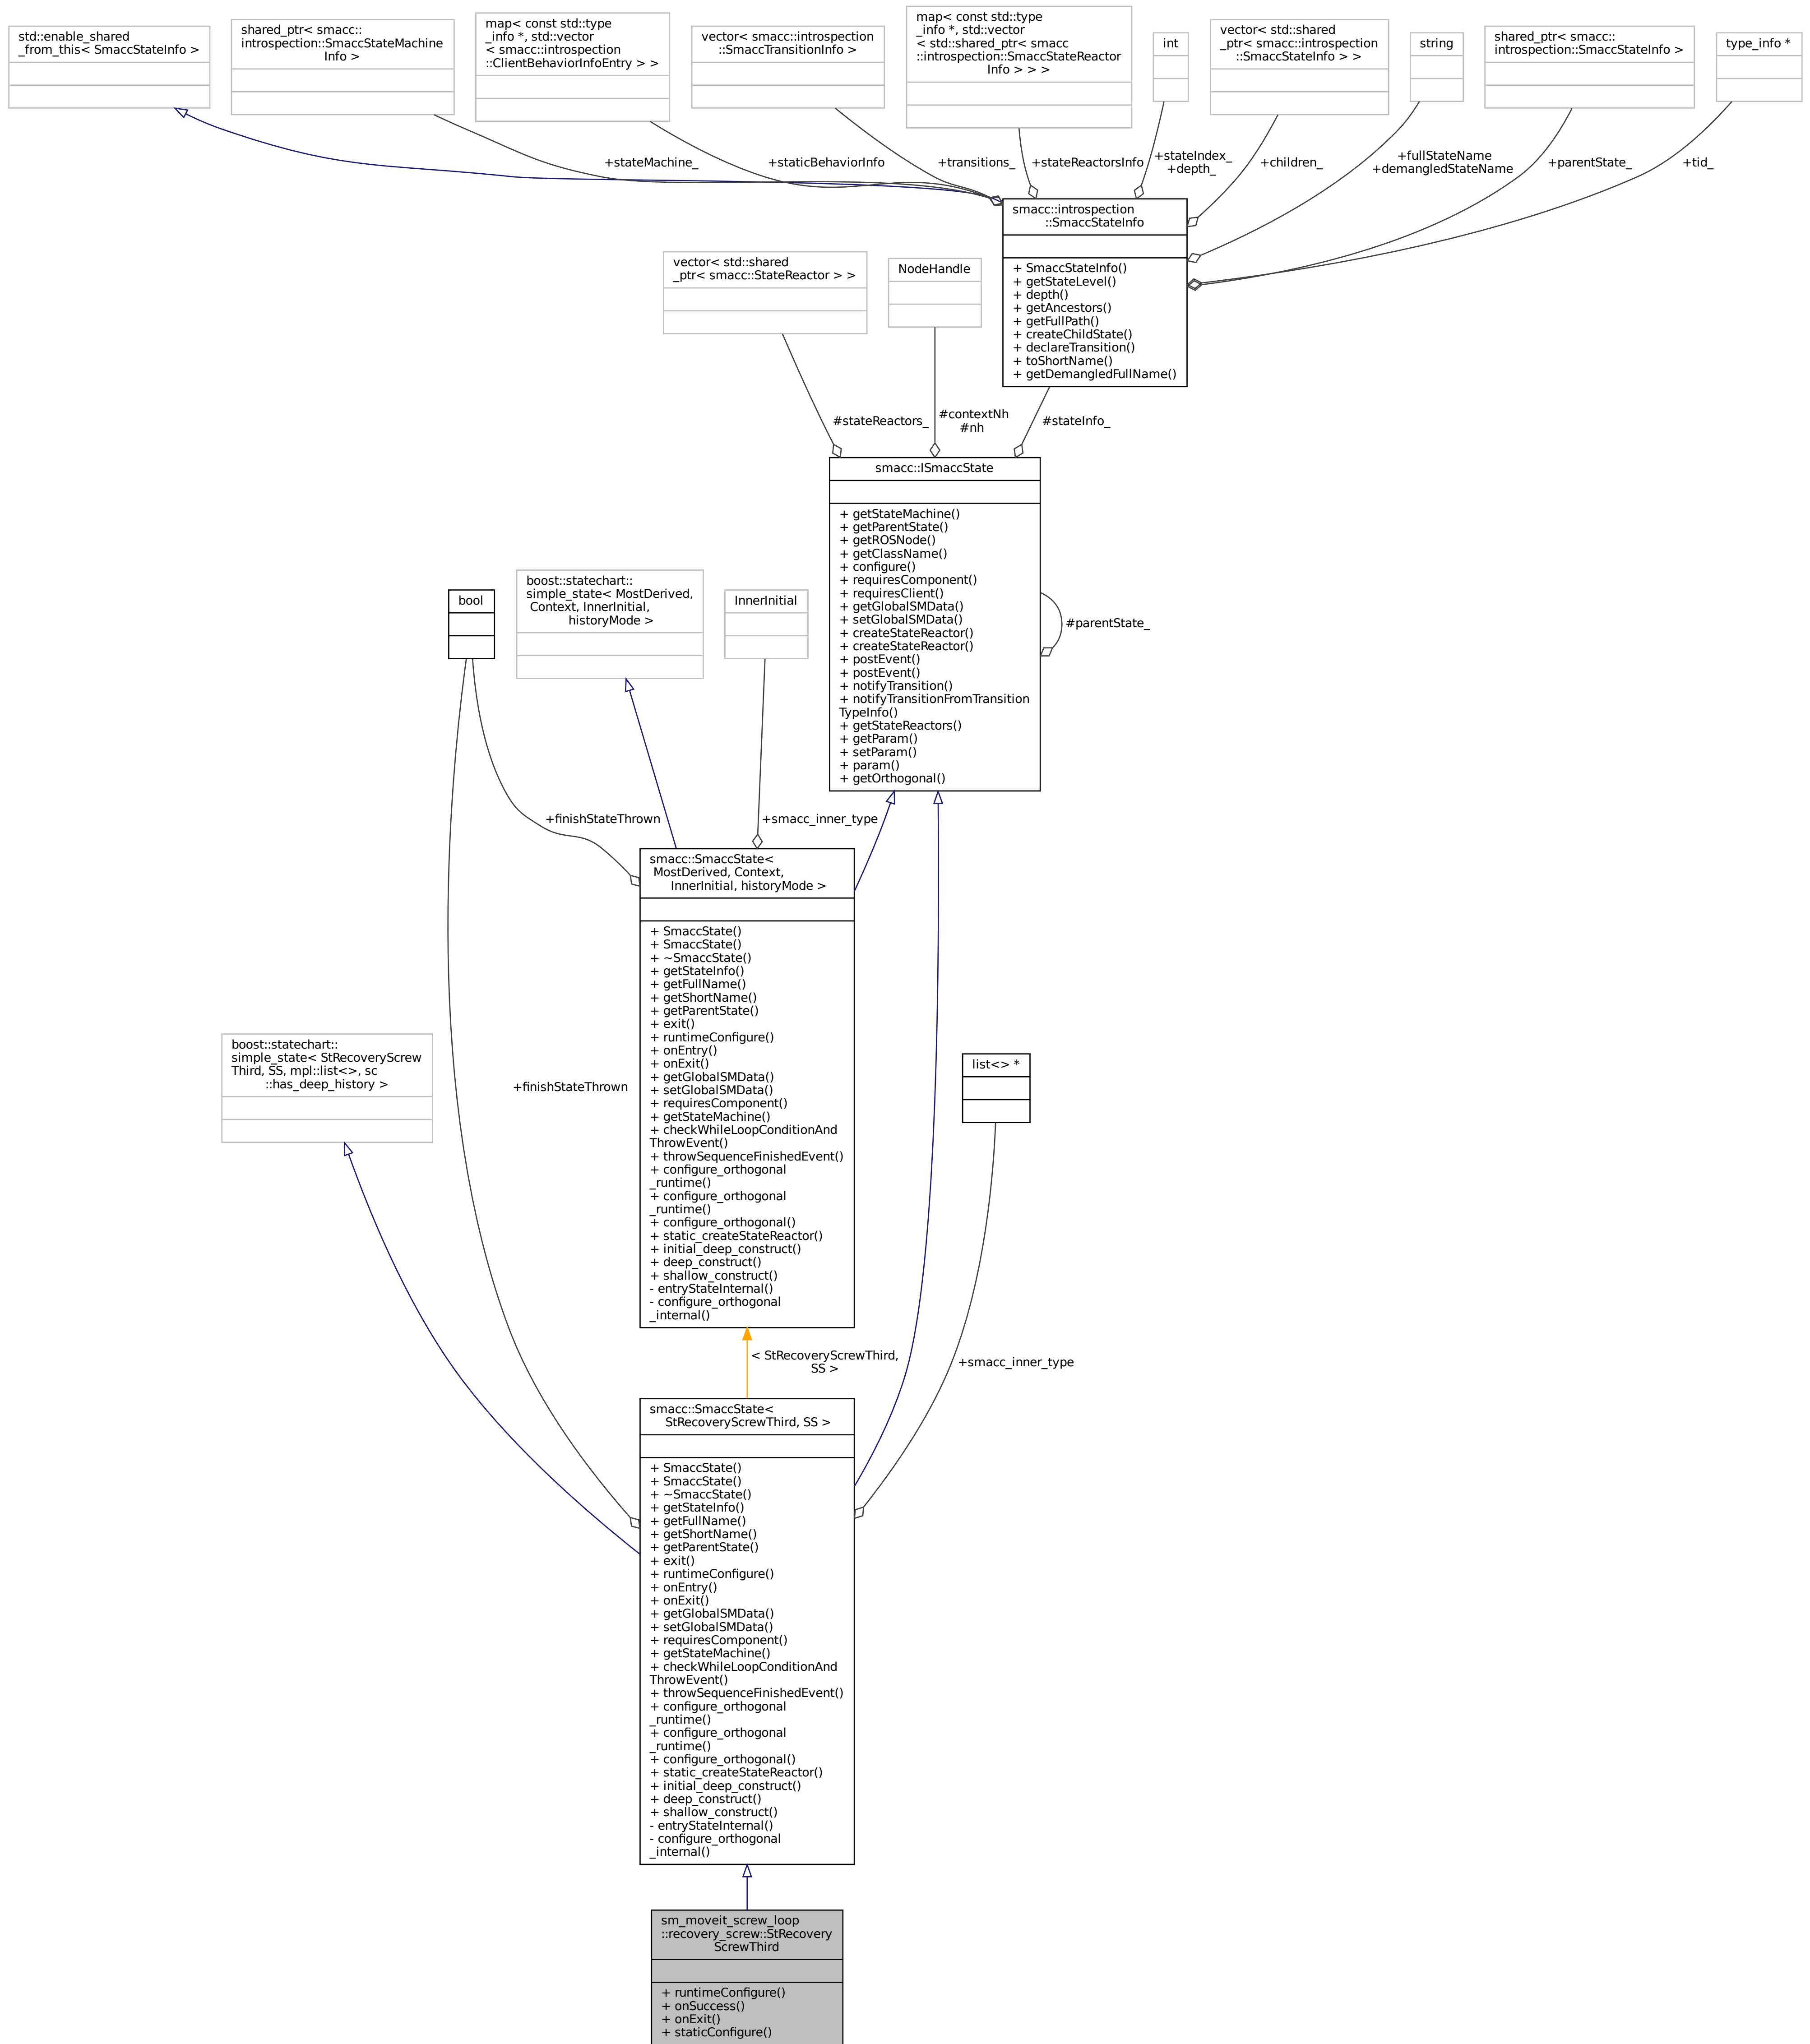 std::enable_shared
_from_this< SmaccStateInfo >
shared_ptr< smacc::
introspection::SmaccStateMachine
Info >
map< const std::type
_info *, std::vector
< smacc::introspection
::ClientBehaviorInfoEntry > >
vector< smacc::introspection
::SmaccTransitionInfo >
map< const std::type
_info *, std::vector
< std::shared_ptr< smacc
::introspection::SmaccStateReactor
Info > > >
int
vector< std::shared
_ptr< smacc::introspection
::SmaccStateInfo > >
string
shared_ptr< smacc::
introspection::SmaccStateInfo >
type_info *
+stateMachine_
+staticBehaviorInfo
+transitions_
+stateReactorsInfo
+stateIndex_
+depth_
+children_
+fullStateName
+demangledStateName
+parentState_
+tid_
smacc::introspection
::SmaccStateInfo
+ SmaccStateInfo()
+ getStateLevel()
+ depth()
+ getAncestors()
+ getFullPath()
+ createChildState()
+ declareTransition()
+ toShortName()
+ getDemangledFullName()
vector< std::shared
_ptr< smacc::StateReactor > >
NodeHandle
#stateReactors_
#contextNh
#nh
#stateInfo_
smacc::ISmaccState
+ getStateMachine()
+ getParentState()
+ getROSNode()
+ getClassName()
+ configure()
+ requiresComponent()
+ requiresClient()
+ getGlobalSMData()
+ setGlobalSMData()
+ createStateReactor()
+ createStateReactor()
+ postEvent()
+ postEvent()
+ notifyTransition()
+ notifyTransitionFromTransition
TypeInfo()
+ getStateReactors()
+ getParam()
+ setParam()
+ param()
+ getOrthogonal()
#parentState_
bool
boost::statechart::
simple_state< MostDerived,
Context, InnerInitial,
historyMode >
InnerInitial
+finishStateThrown
+smacc_inner_type
smacc::SmaccState<
MostDerived, Context,
InnerInitial, historyMode >
+ SmaccState()
+ SmaccState()
+ ~SmaccState()
+ getStateInfo()
+ getFullName()
+ getShortName()
+ getParentState()
+ exit()
+ runtimeConfigure()
+ onEntry()
+ onExit()
+ getGlobalSMData()
+ setGlobalSMData()
+ requiresComponent()
+ getStateMachine()
+ checkWhileLoopConditionAnd
ThrowEvent()
+ throwSequenceFinishedEvent()
+ configure_orthogonal
_runtime()
+ configure_orthogonal
_runtime()
+ configure_orthogonal()
+ static_createStateReactor()
+ initial_deep_construct()
+ deep_construct()
+ shallow_construct()
- entryStateInternal()
- configure_orthogonal
_internal()
boost::statechart::
simple_state< StRecoveryScrew
Third, SS, mpl::list<>, sc
::has_deep_history >
+finishStateThrown
list<> *
< StRecoveryScrewThird,
SS >
+smacc_inner_type
smacc::SmaccState<
StRecoveryScrewThird, SS >
+ SmaccState()
+ SmaccState()
+ ~SmaccState()
+ getStateInfo()
+ getFullName()
+ getShortName()
+ getParentState()
+ exit()
+ runtimeConfigure()
+ onEntry()
+ onExit()
+ getGlobalSMData()
+ setGlobalSMData()
+ requiresComponent()
+ getStateMachine()
+ checkWhileLoopConditionAnd
ThrowEvent()
+ throwSequenceFinishedEvent()
+ configure_orthogonal
_runtime()
+ configure_orthogonal
_runtime()
+ configure_orthogonal()
+ static_createStateReactor()
+ initial_deep_construct()
+ deep_construct()
+ shallow_construct()
- entryStateInternal()
- configure_orthogonal
_internal()
sm_moveit_screw_loop
::recovery_screw::StRecovery
ScrewThird
+ runtimeConfigure()
+ onSuccess()
+ onExit()
+ staticConfigure()